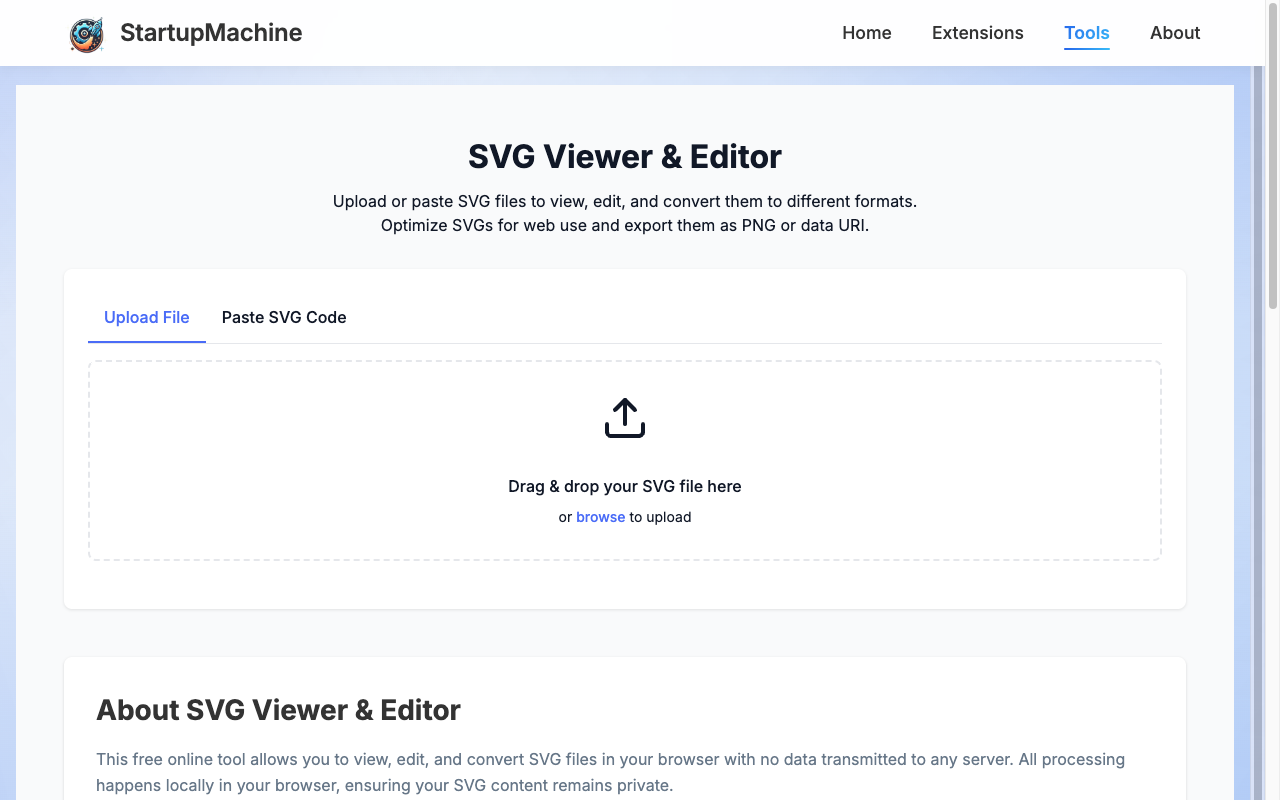 StartupMachine
Home
Extensions
Tools
About
SVG Viewer & Editor
Upload or paste SVG files to view, edit, and convert them to different formats.
Optimize SVGs for web use and export them as PNG or data URI.
Upload File
Paste SVG Code
Drag & drop your SVG file here
or browse to upload
About SVG Viewer & Editor
This free online tool allows you to view, edit, and convert SVG files in your browser with no data transmitted to any server. All processing
happens locally in your browser, ensuring your SVG content remains private.